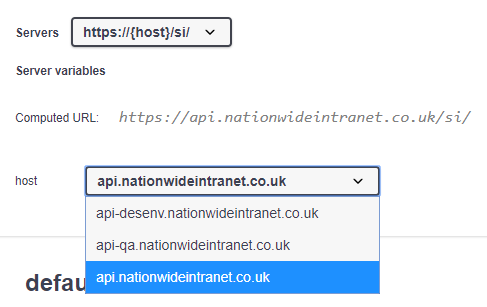 Servers https://{host}/si/
Server variables
Computed URL: https://api.nationwideintranet.co.uk/si/
host api.nationwideintranet.co.uk
api-desenv.nationwideintranet.co.uk
api-qa.nationwideintranet.co.uk
api.nationwideintranet.co.uk